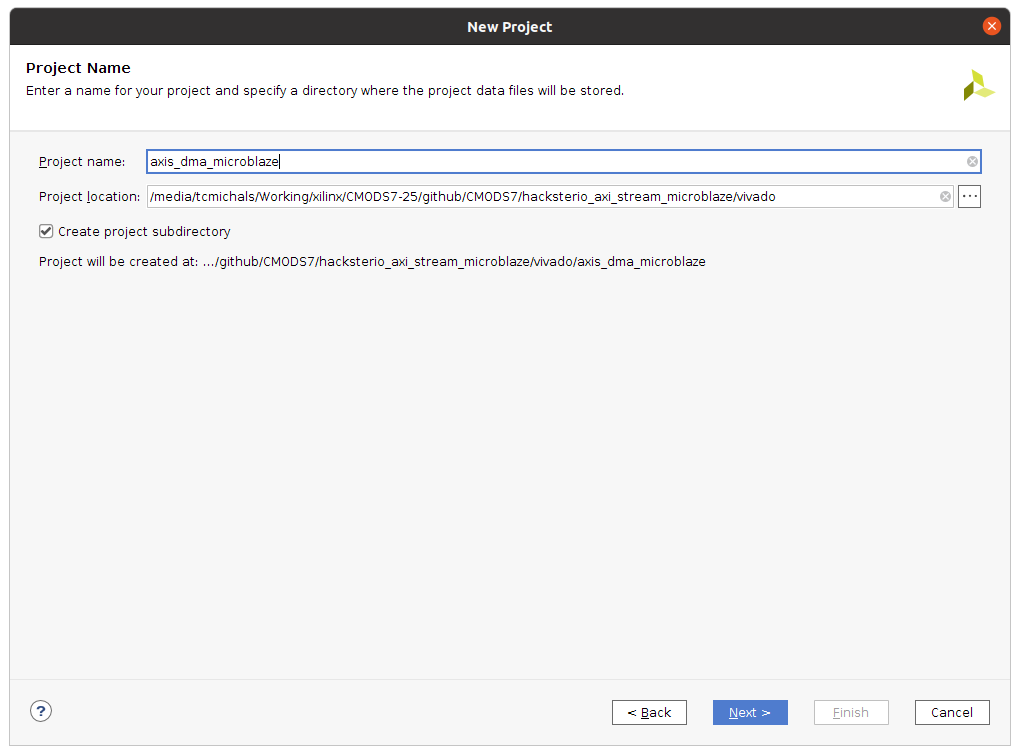 New Project
Project Name
Enter a name for your project and specify a directory where the project data files will be stored.
Project name: axis_dma_microblaze
Project location: /media/tcmichals/Working/xilinx/CMODS7-25/github/CMODS7/hacksterio_axi_stream_microblaze/vivado ...
Create project subdirectory
Project will be created at: .../github/CMODS7/hacksterio_axi_stream_microblaze/vivado/axis_dma_microblaze
? < Back Next > Finish Cancel